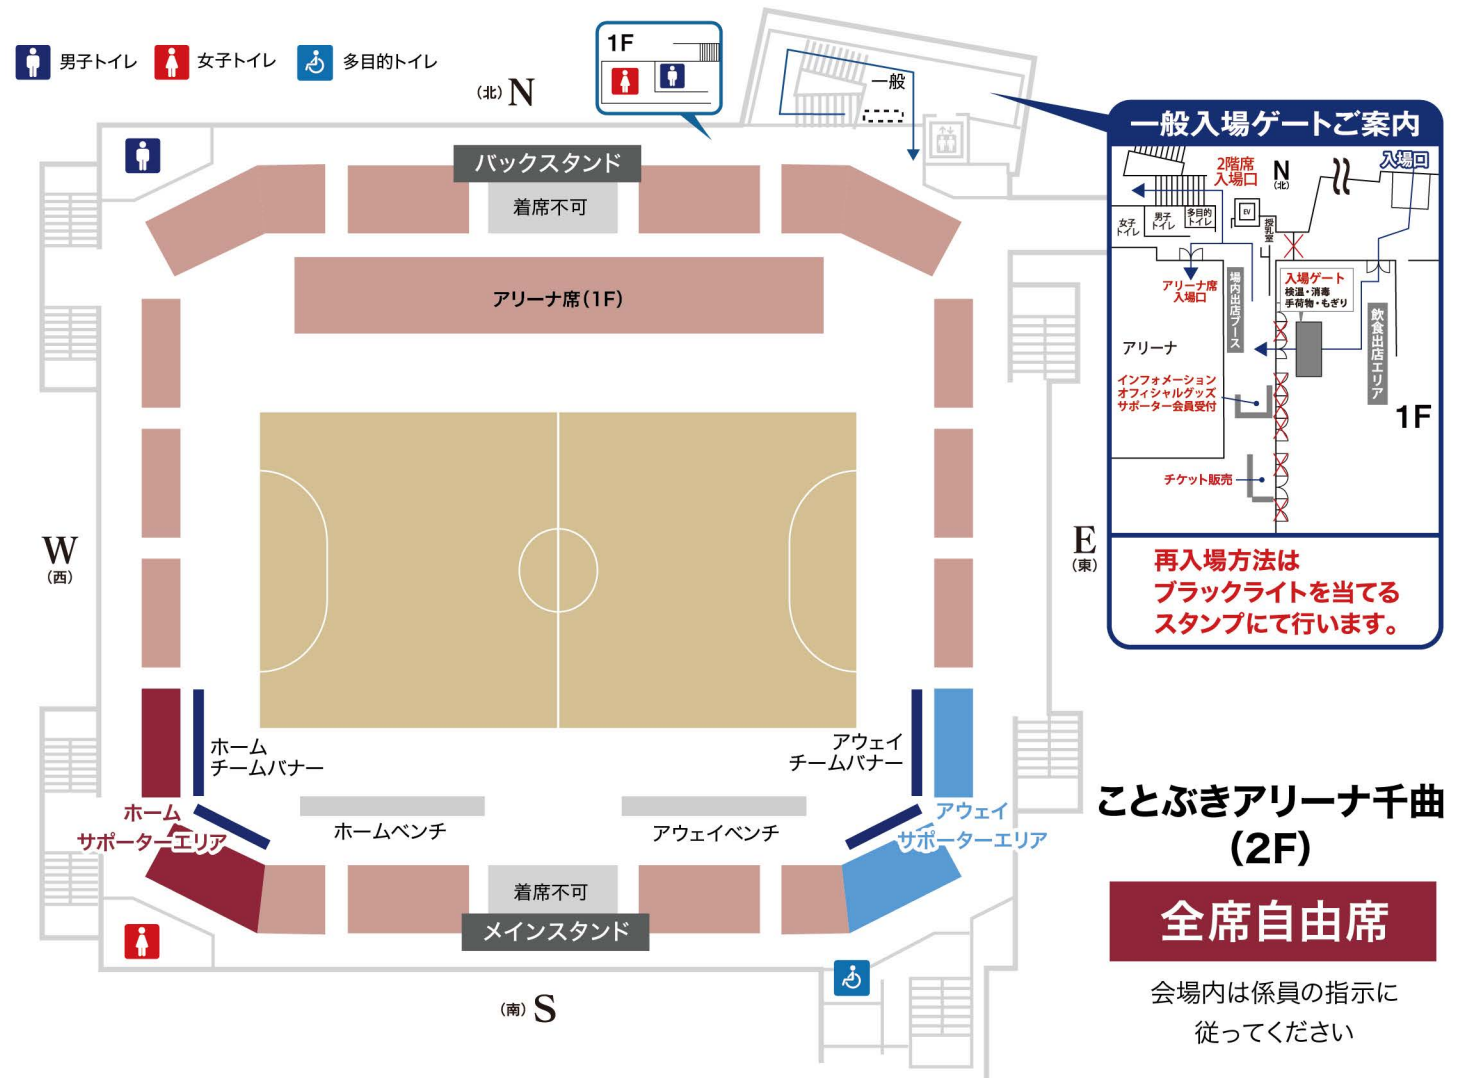 男子トイレ
女子トイレ
多目的トイレ
(北) N
1F
一般
バックスタンド
着席不可
アリーナ席(1F)
W
(西)
E
(東)
ホーム
チームバナー
アウェイ
チームバナー
ホーム
サポーターエリア
ホームベンチ
アウェイベンチ
アウェイ
サポーターエリア
着席不可
メインスタンド
(南) S
一般入場ゲートご案内
2階席
入場口
N
(北)
入場口
女子
トイレ
男子
トイレ
多目的
トイレ
EV
授乳室
アリーナ席
入場口
場内出店ブース
入場ゲート
検温・消毒
手荷物・もぎり
飲食出店エリア
アリーナ
インフォメーション
オフィシャルグッズ
サポーター会員受付
1F
チケット販売
再入場方法は
ブラックライトを当てる
スタンプにて行います。
ことぶきアリーナ千曲
(2F)
全席自由席
会場内は係員の指示に
従ってください